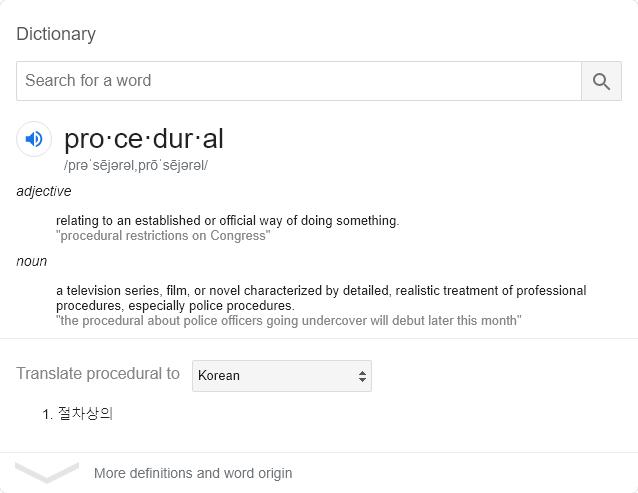 Dictionary
Search for a word
pro·ce·dur·al
/prəˈsējərəl,prōˈsējərəl/
adjective
relating to an established or official way of doing something.
"procedural restrictions on Congress"
noun
a television series, film, or novel characterized by detailed, realistic treatment of professional
procedures, especially police procedures.
"the procedural about police officers going undercover will debut later this month"
Translate procedural to Korean
1. 절차상의
More definitions and word origin